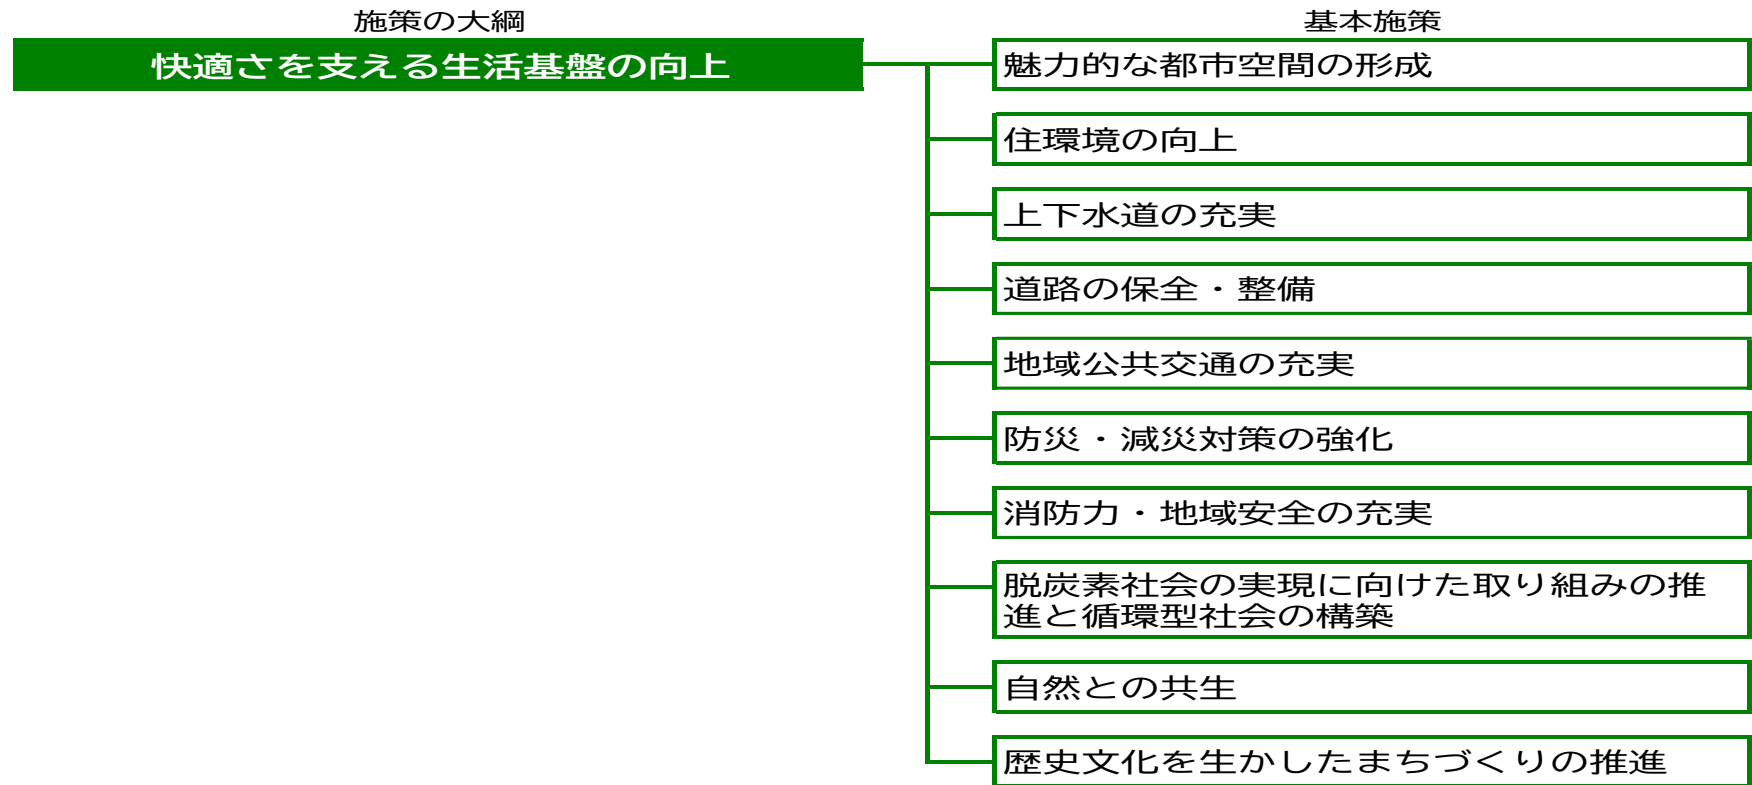 施策の大綱
基本施策
快適さを支える生活基盤の向上
魅力的な都市空間の形成
住環境の向上
上下水道の充実
道路の保全・整備
地域公共交通の充実
防災・減災対策の強化
消防力・地域安全の充実
脱炭素社会の実現に向けた取り組みの推
進と循環型社会の構築
自然との共生
歴史文化を生かしたまちづくりの推進